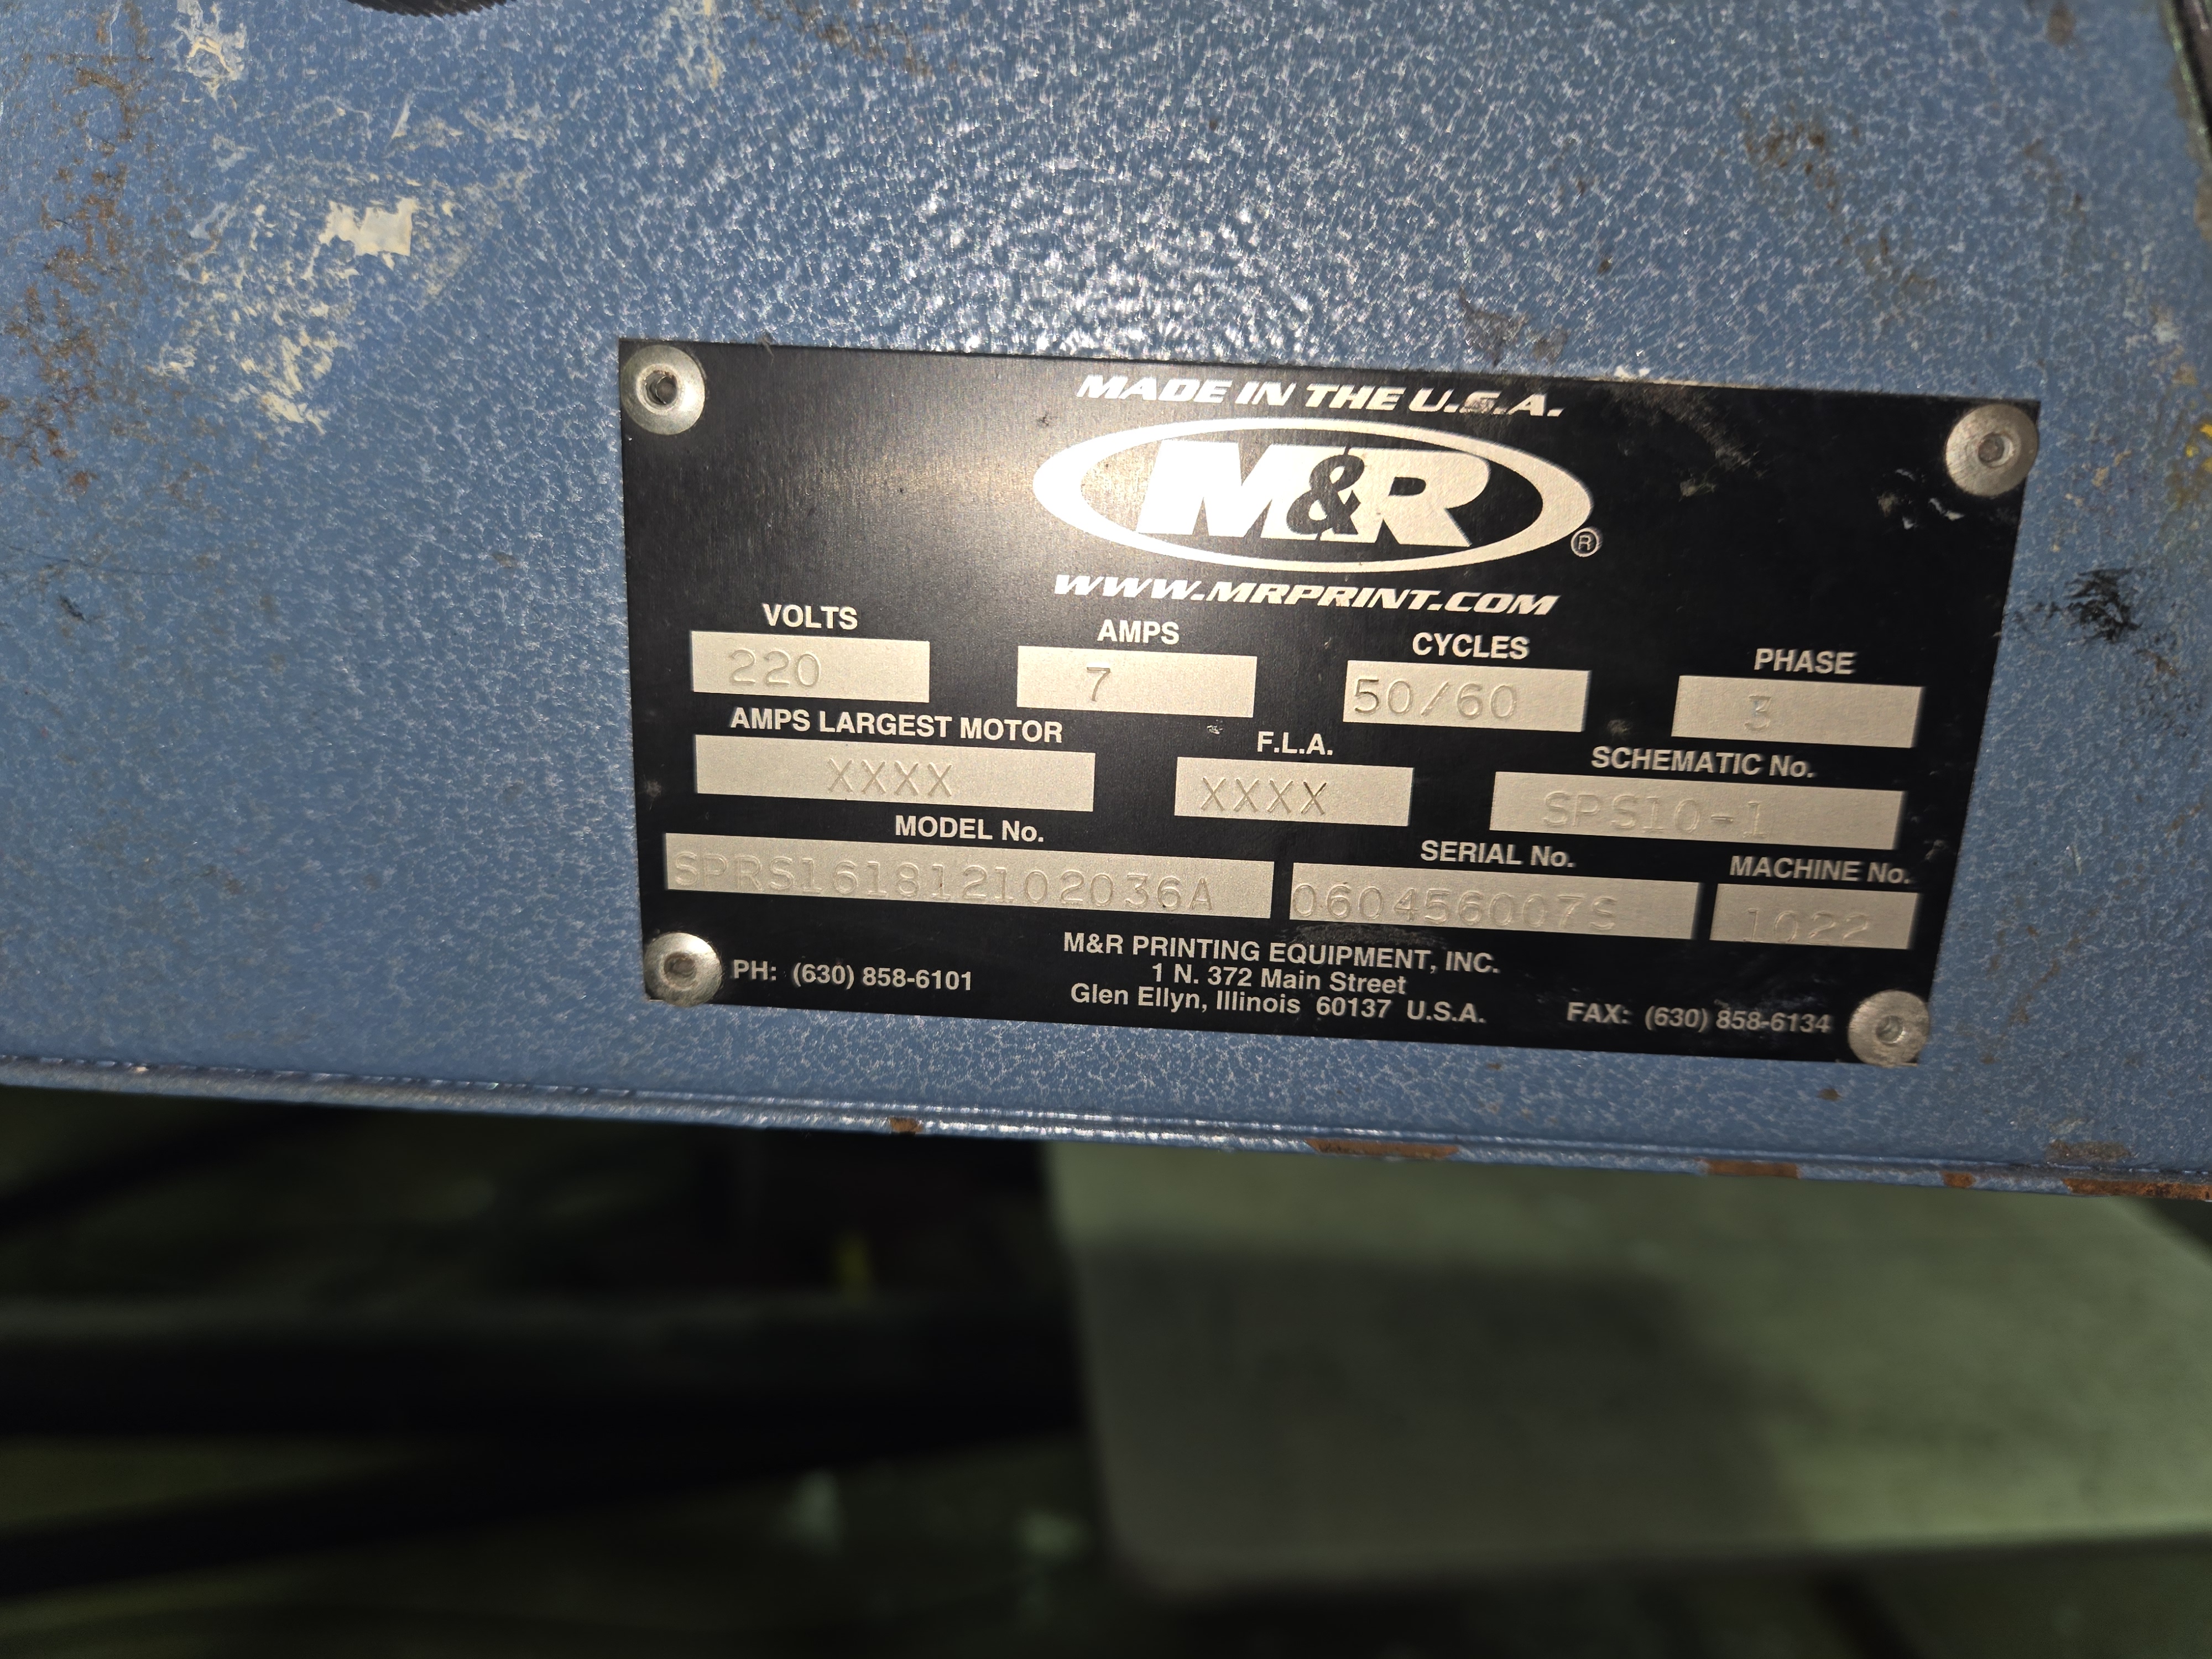 MADE IN THE U.S.A.
M&R®
WWW.MRPRINT.COM
VOLTS AMPS CYCLES PHASE
220 7 50/60 3
AMPS LARGEST MOTOR F.L.A. SCHEMATIC No.
XXXX XXXX SPS10-1
MODEL No. SERIAL No. MACHINE No.
SPRS161812102036A 060456007S 1022
M&R PRINTING EQUIPMENT, INC.
1 N. 372 Main Street
Glen Ellyn, Illinois 60137 U.S.A.
PH: (630) 858-6101 FAX: (630) 858-6134